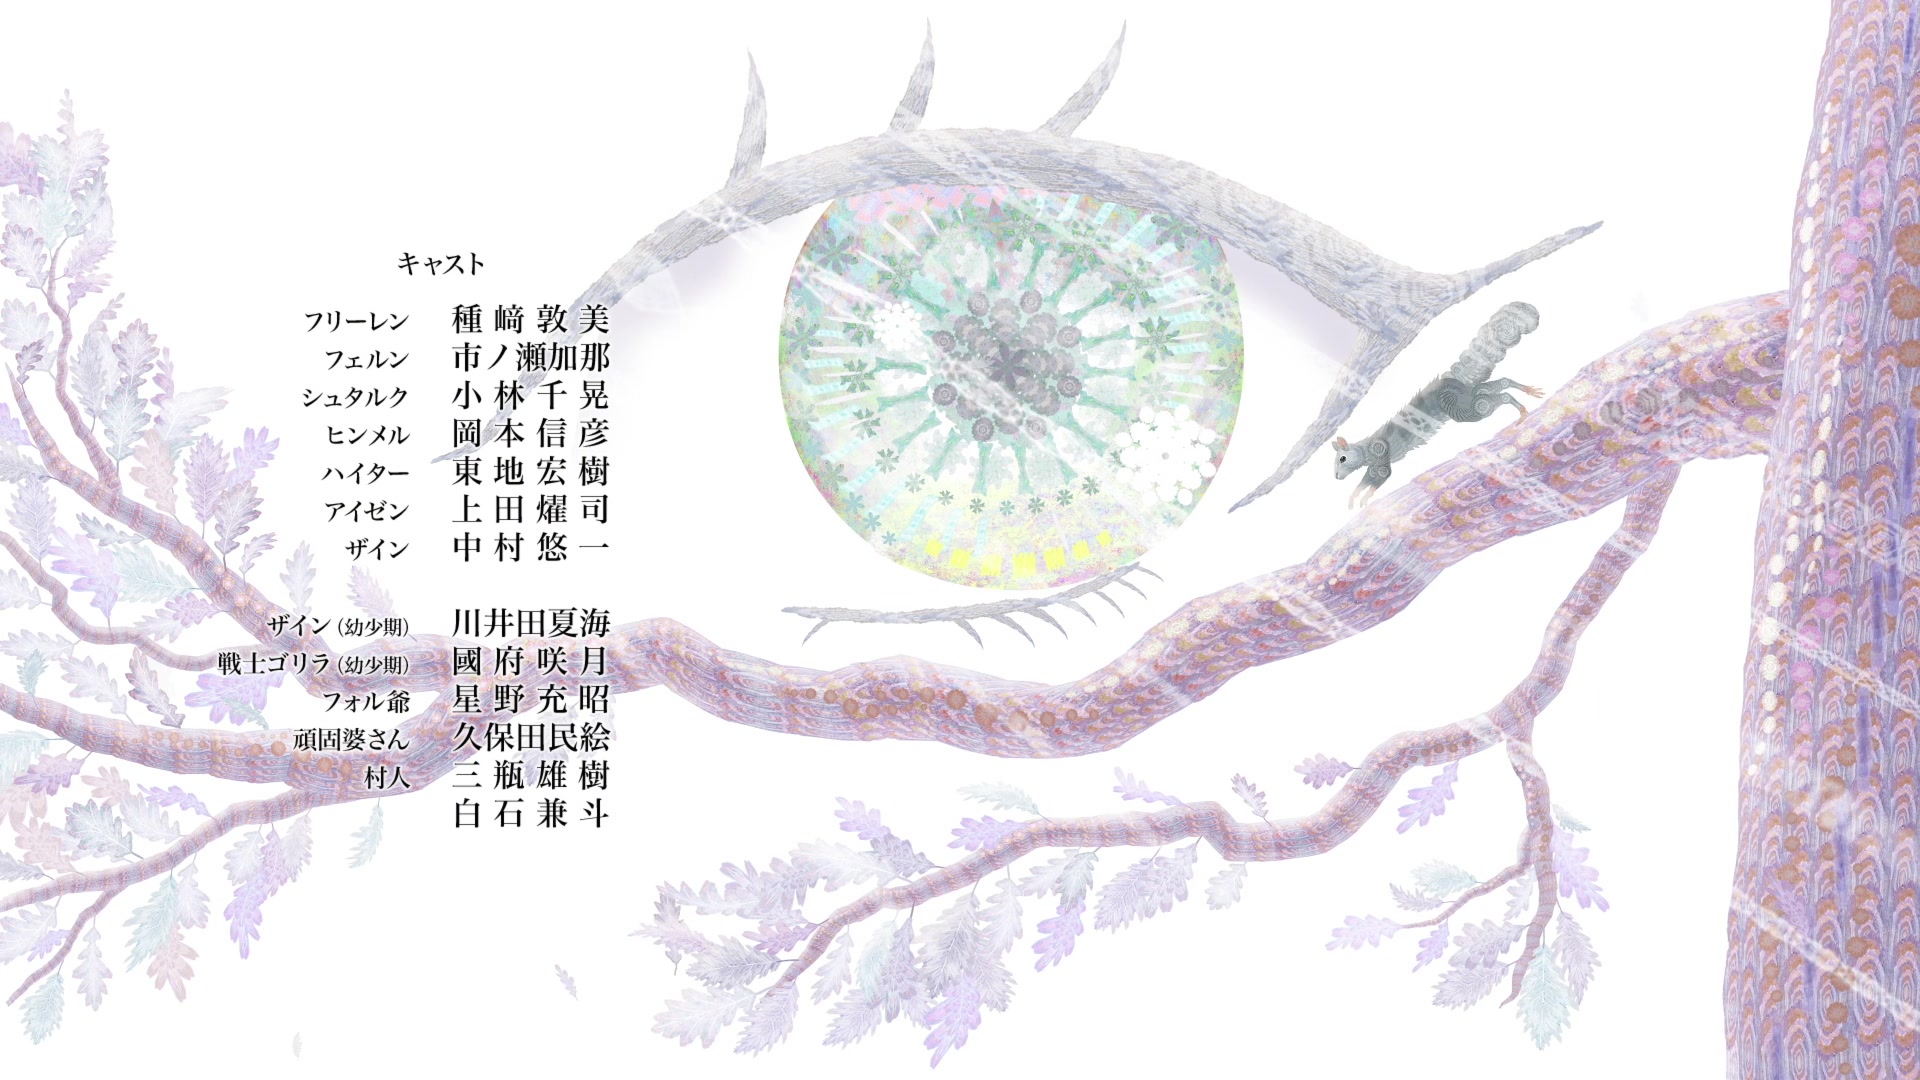 キャスト
フリーレン 種﨑敦美
フェルン 市ノ瀬加那
シュタルク 小林千晃
ヒンメル 岡本信彦
ハイター 東地宏樹
アイゼン 上田燿司
ザイン 中村悠一
ザイン(幼少期) 川井田夏海
戦士ゴリラ(幼少期) 國府咲月
フォル爺 星野充昭
頑固婆さん 久保田民絵
村人 三瓶雄樹
白石兼斗